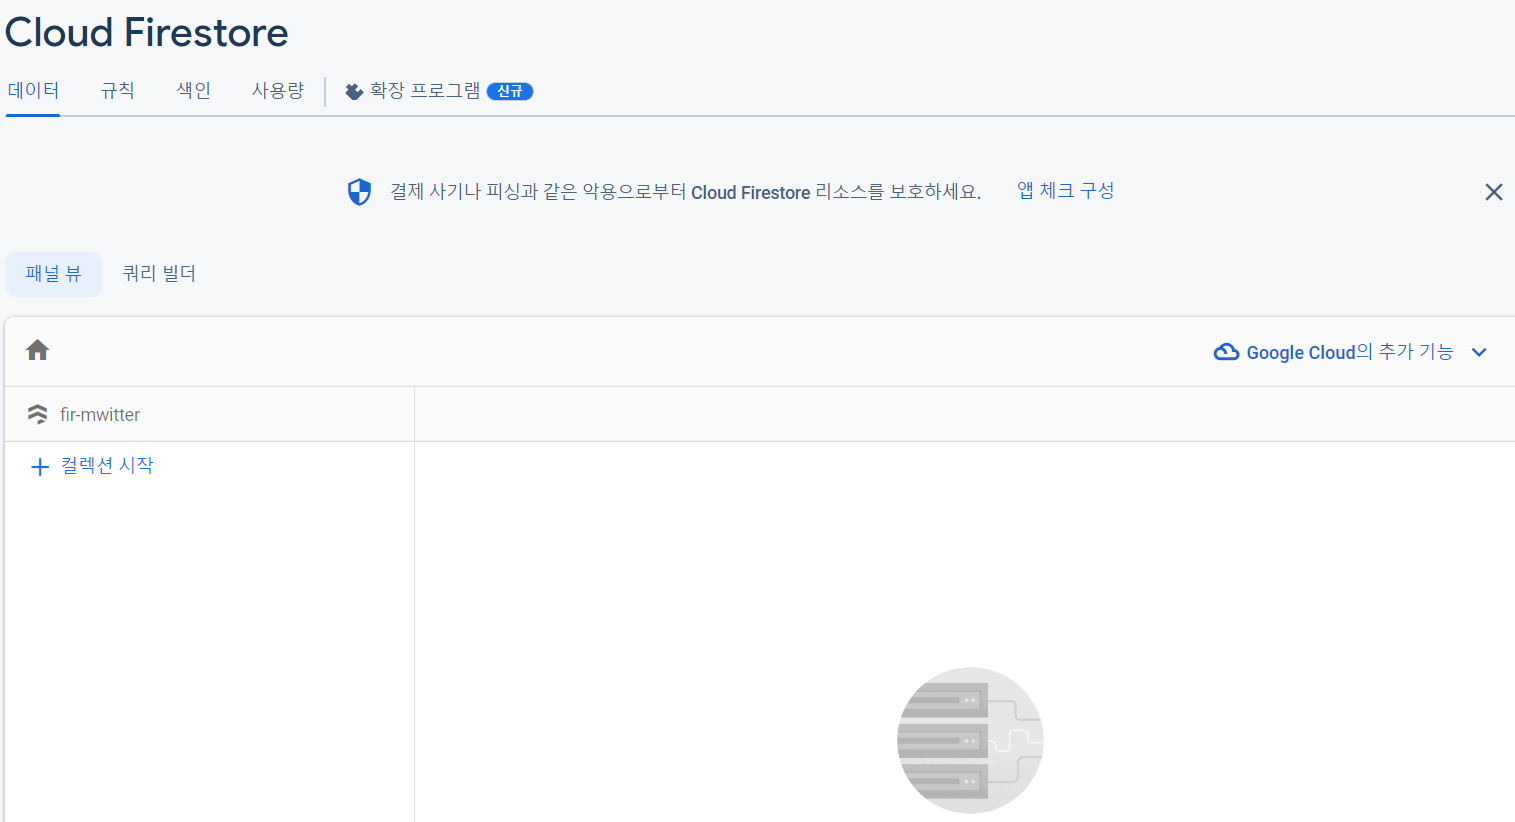 Cloud Firestore
데이터 규칙 색인 사용량 확장 프로그램 신규
결제 사기나 피싱과 같은 악용으로부터 Cloud Firestore 리소스를 보호하세요. 앱 체크 구성
패널 뷰 쿼리 빌더
Google Cloud의 추가 기능
fir-mwitter
컬렉션 시작